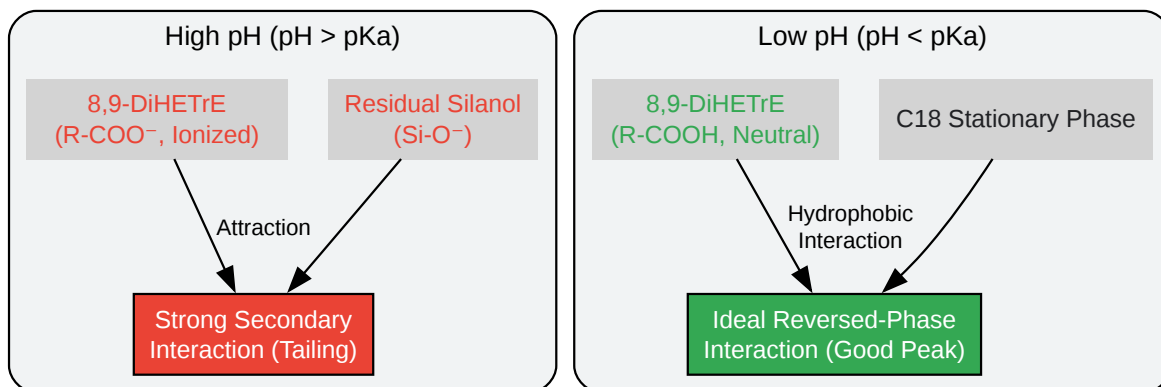 High pH (pH > pKa)
8,9-DiHETrE
(R-COO⁻, Ionized)
Residual Silanol
(Si-O⁻)
Attraction
Strong Secondary
Interaction (Tailing)
Low pH (pH < pKa)
8,9-DiHETrE
(R-COOH, Neutral)
C18 Stationary Phase
Hydrophobic
Interaction
Ideal Reversed-Phase
Interaction (Good Peak)